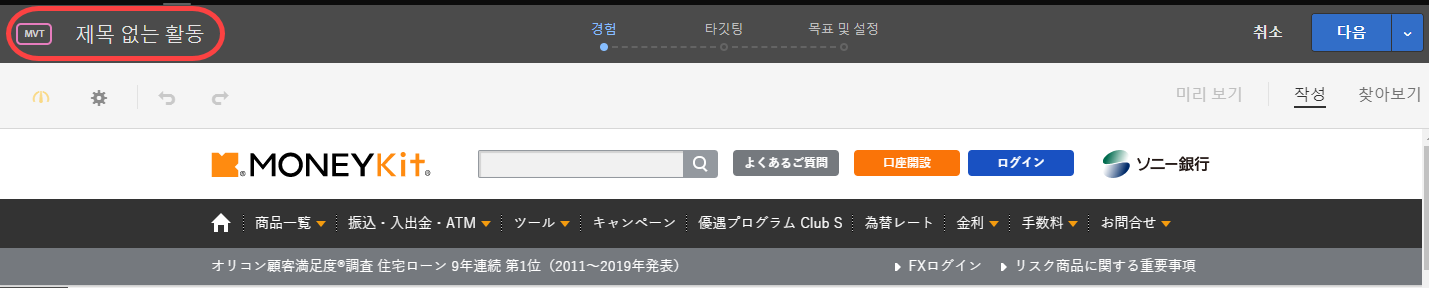 MVT 제목 없는 활동 경험 타깃팅 목표 및 설정 취소 다음
미리 보기 작성 찾아보기
MONEYKit よくあるご質問 口座開設 ログイン ソニー銀行
商品一覧 振込・入出金・ATM ツール キャンペーン 優遇プログラム Club S 為替レート 金利 手数料 お問合せ
オリコン顧客満足度®調査 住宅ローン 9年連続 第1位（2011～2019年発表） FXログイン リスク商品に関する重要事項